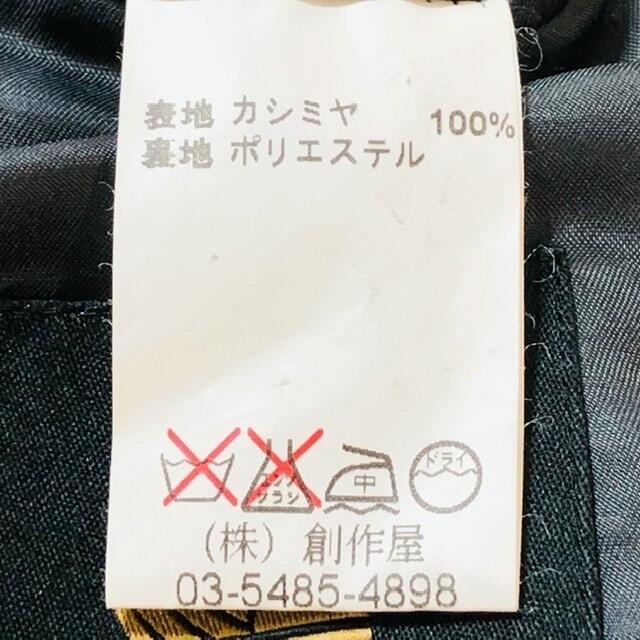 表地 カシミヤ 100%
裏地 ポリエステル
エンソ サラシ 中 ドライ
(株) 創作屋
03-5485-4898